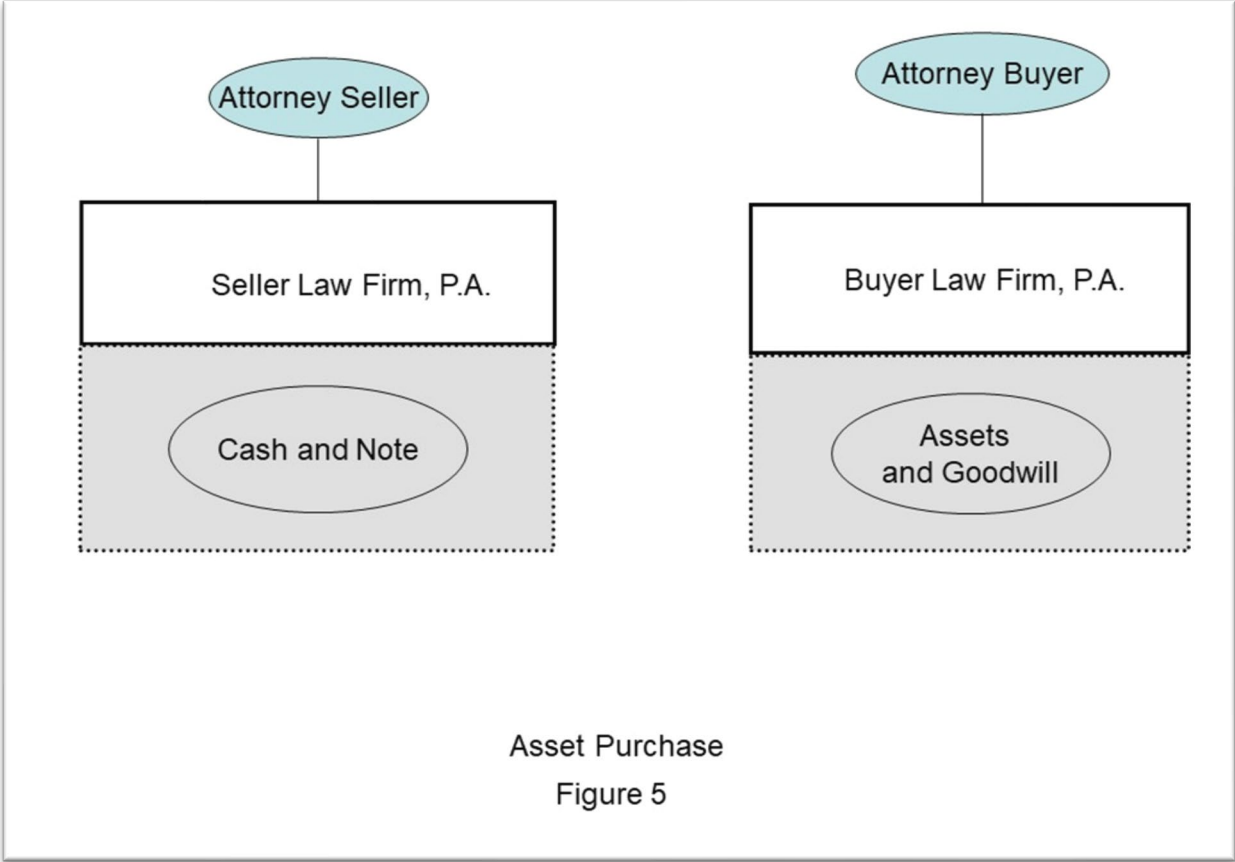 Attorney Seller
Attorney Buyer
Seller Law Firm, P.A.
Buyer Law Firm, P.A.
Cash and Note
Assets
and Goodwill
Asset Purchase
Figure 5